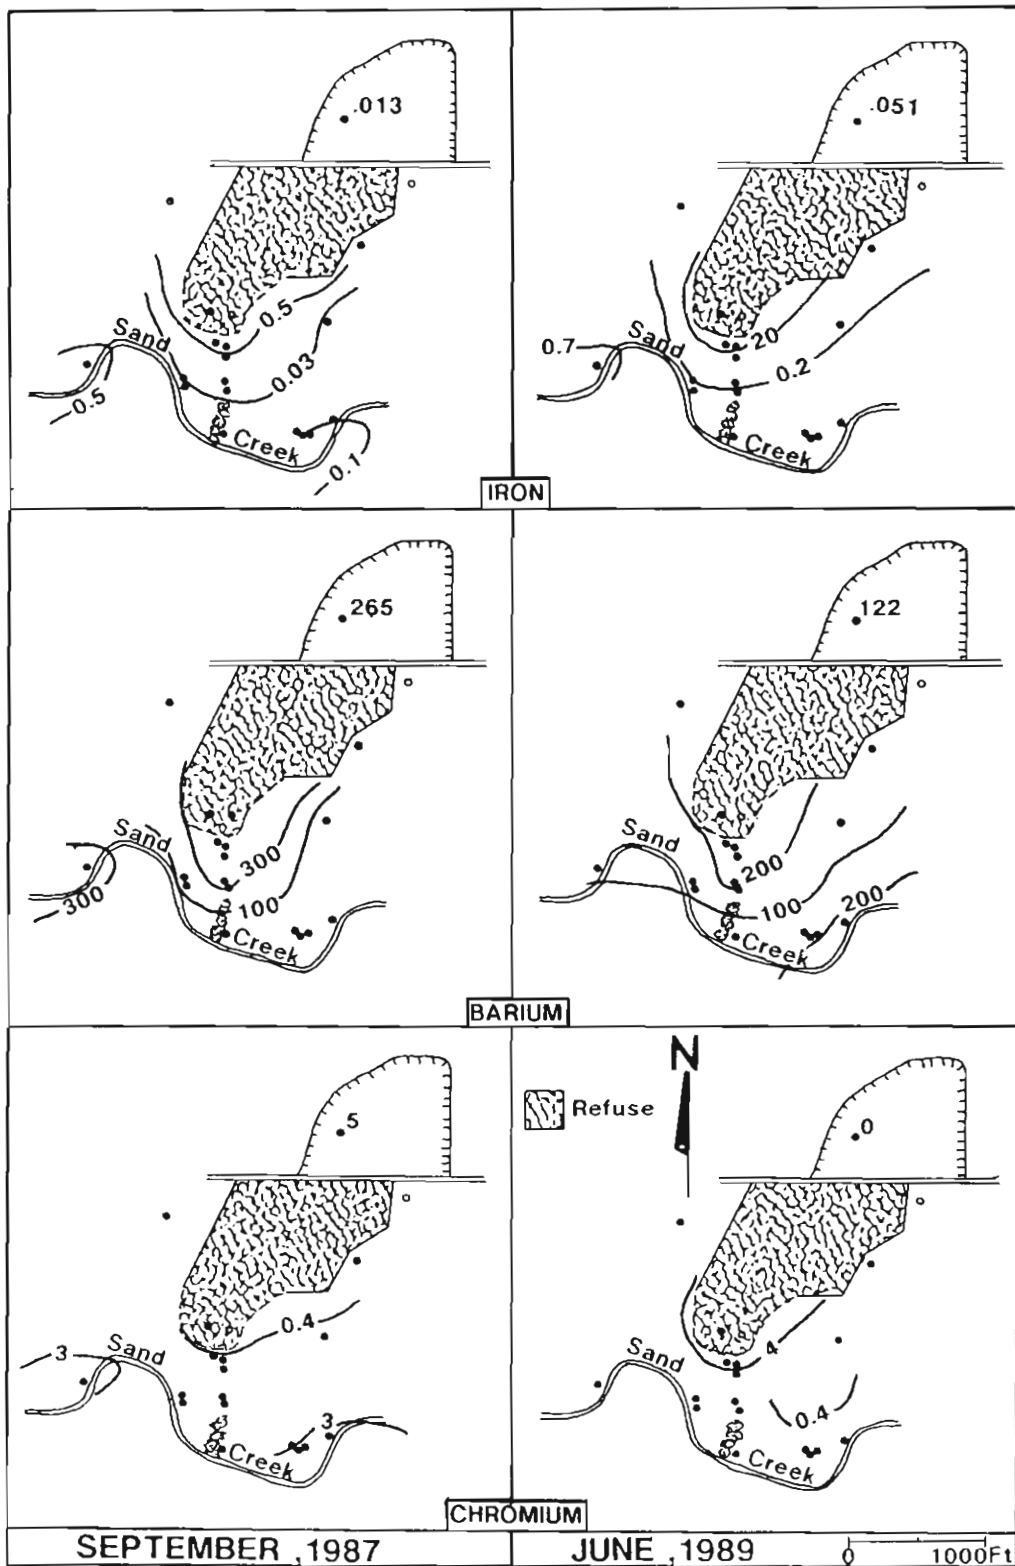 .013
0.5
Sand
0.03
0.5
Creek
0.1
.051
20
Sand
0.7
0.2
Creek
IRON
265
Sand
300
300
100
Creek
122
Sand
200
100
200
Creek
BARIUM
5
0.4
Sand
3
3
Creek
N
Refuse
0
4
Sand
0.4
Creek
CHROMIUM
SEPTEMBER ,1987
JUNE ,1989
0 1000Ft